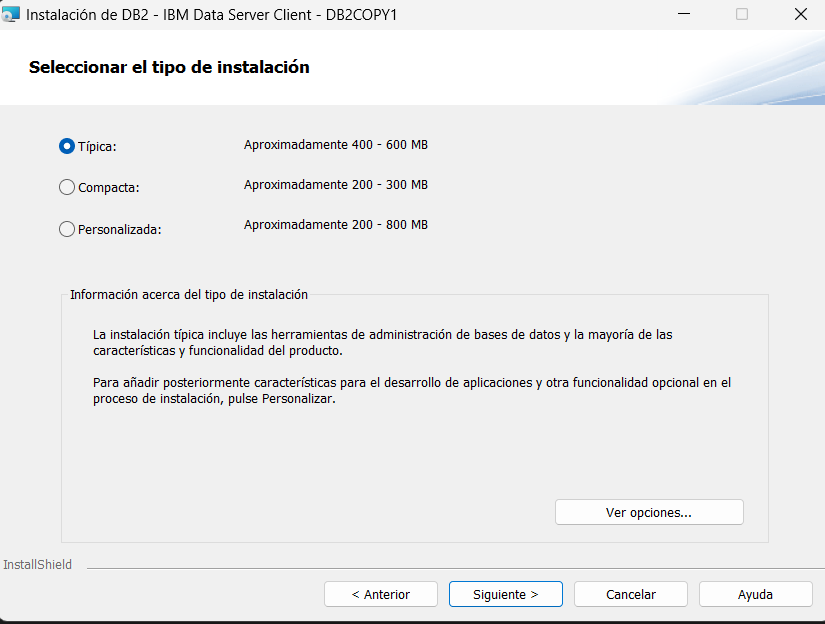 Instalación de DB2 - IBM Data Server Client - DB2COPY1
Seleccionar el tipo de instalación
Típica: Aproximadamente 400 - 600 MB
Compacta: Aproximadamente 200 - 300 MB
Personalizada: Aproximadamente 200 - 800 MB
Información acerca del tipo de instalación
La instalación típica incluye las herramientas de administración de bases de datos y la mayoría de las
características y funcionalidad del producto.
Para añadir posteriormente características para el desarrollo de aplicaciones y otra funcionalidad opcional en el
proceso de instalación, pulse Personalizar.
Ver opciones...
InstallShield
< Anterior Siguiente > Cancelar Ayuda